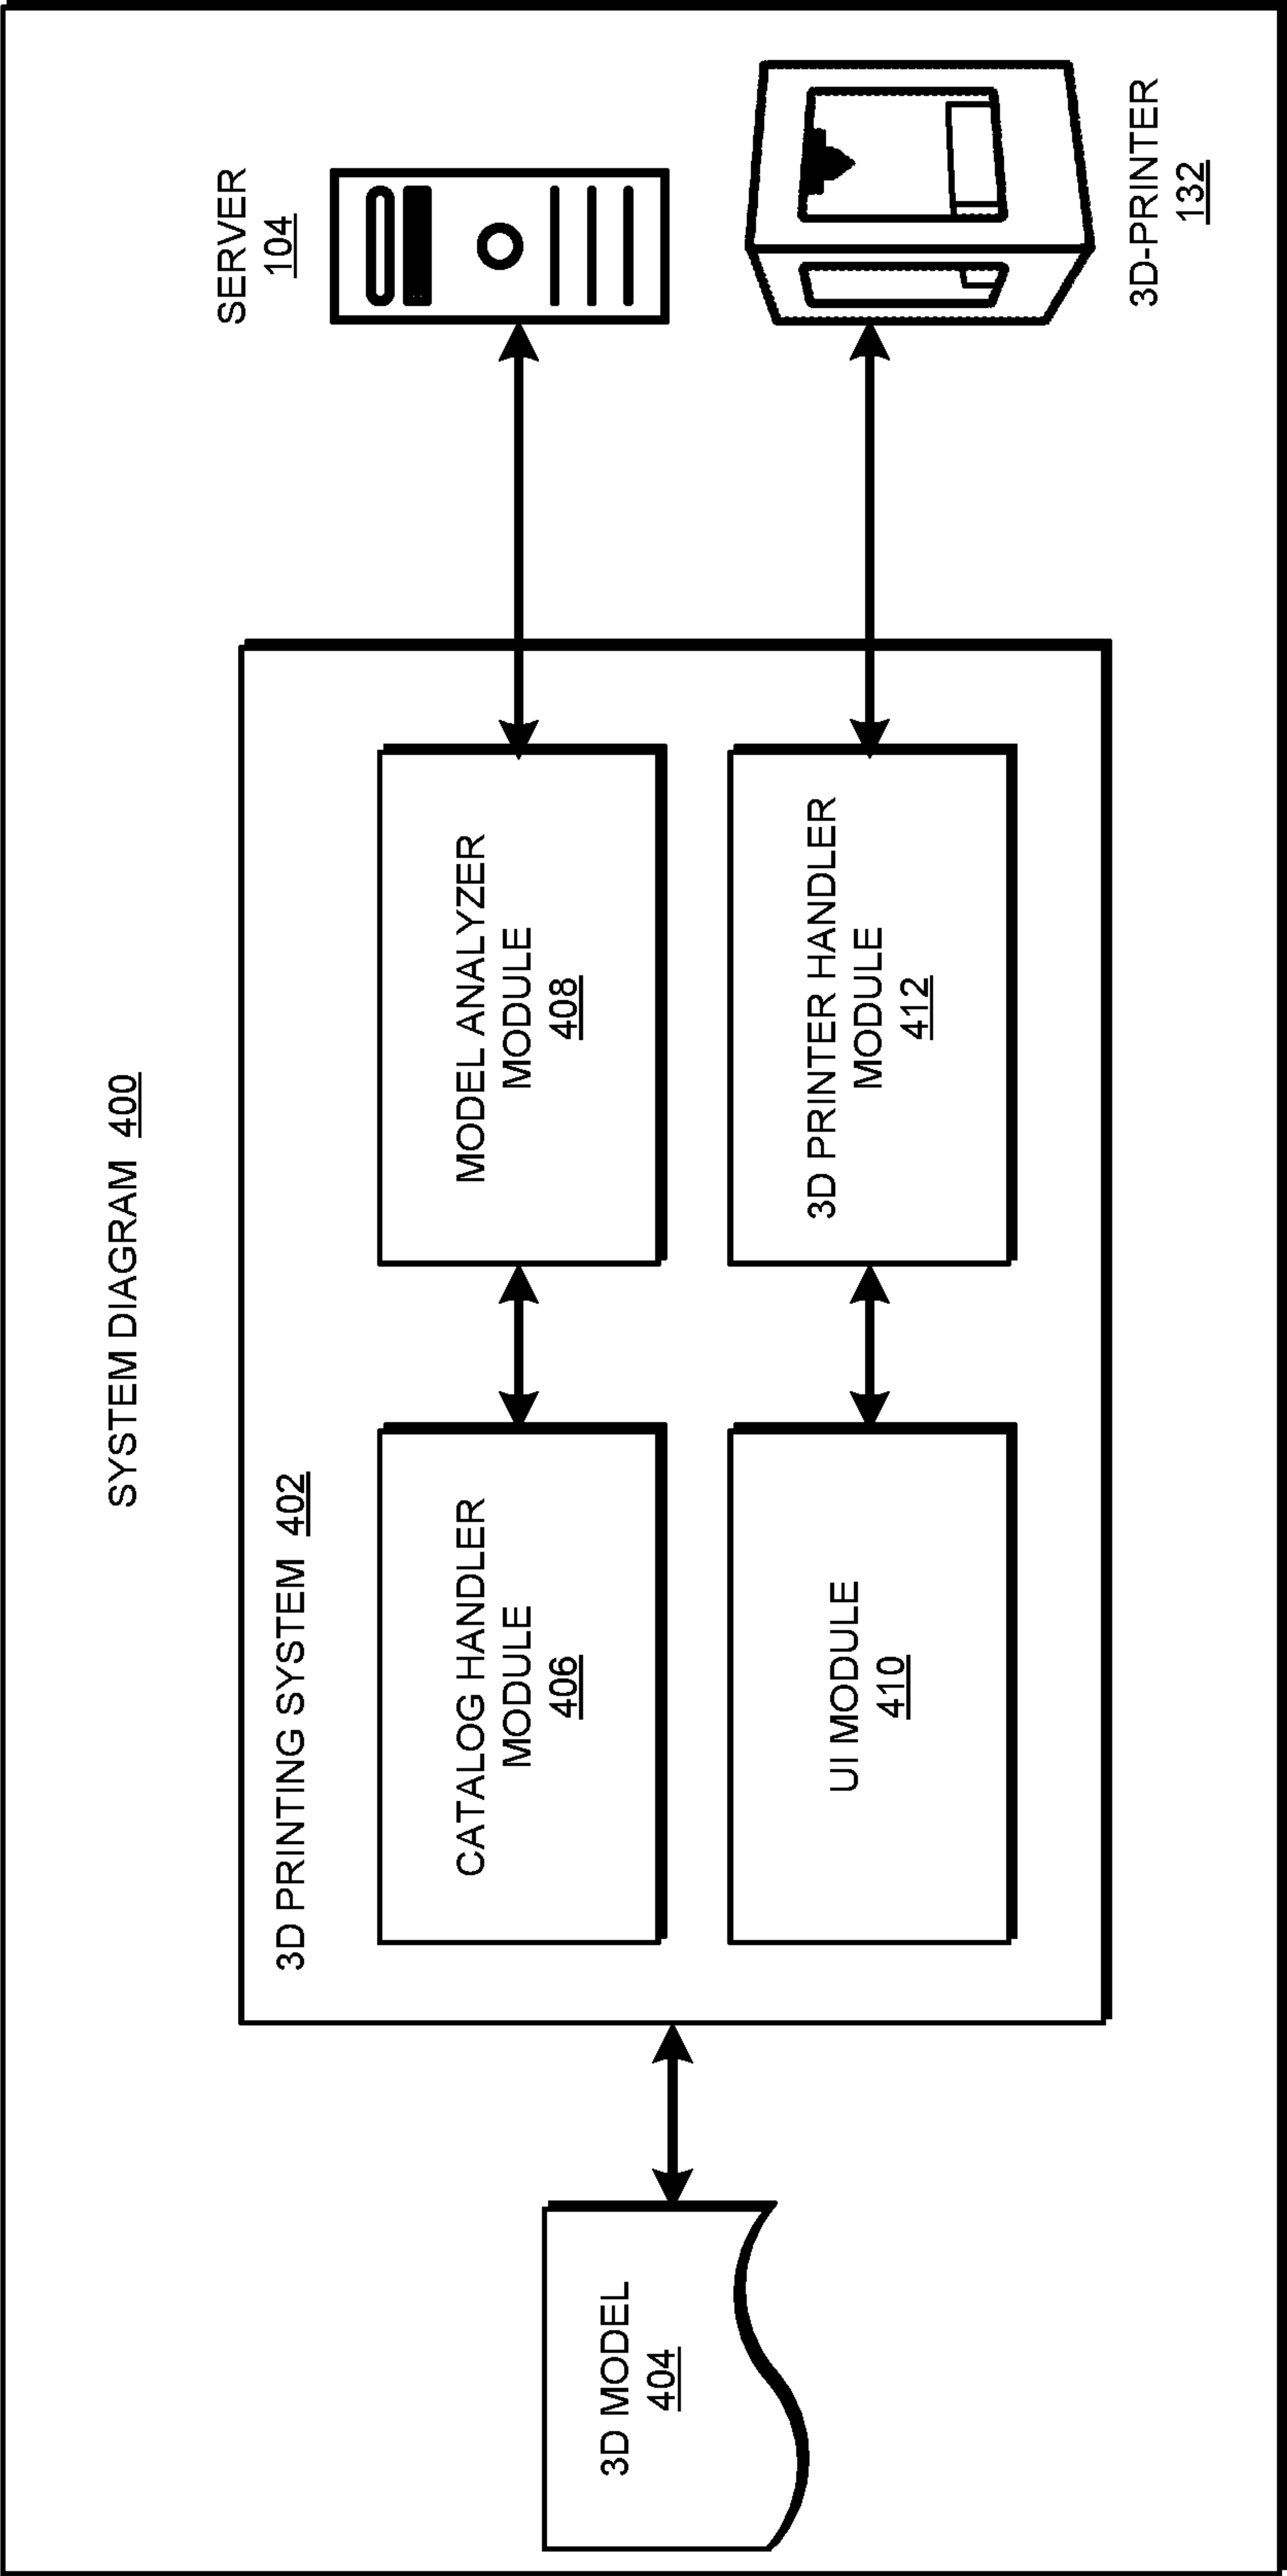 SYSTEM DIAGRAM 400
3D PRINTING SYSTEM 402
3D MODEL
404
CATALOG HANDLER
MODULE
406
MODEL ANALYZER
MODULE
408
UI MODULE
410
3D PRINTER HANDLER
MODULE
412
SERVER
104
3D-PRINTER
132